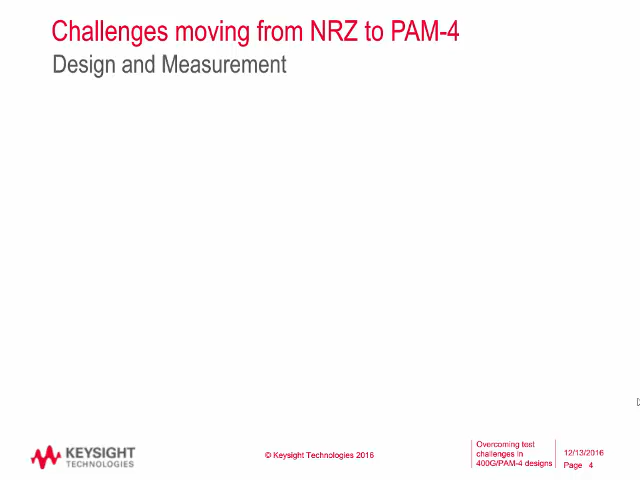 Challenges moving from NRZ to PAM-4
Design and Measurement
KEYSIGHT
TECHNOLOGIES
© Keysight Technologies 2016
Overcoming test
challenges in
400G/PAM-4 designs
12/13/2016
Page 4